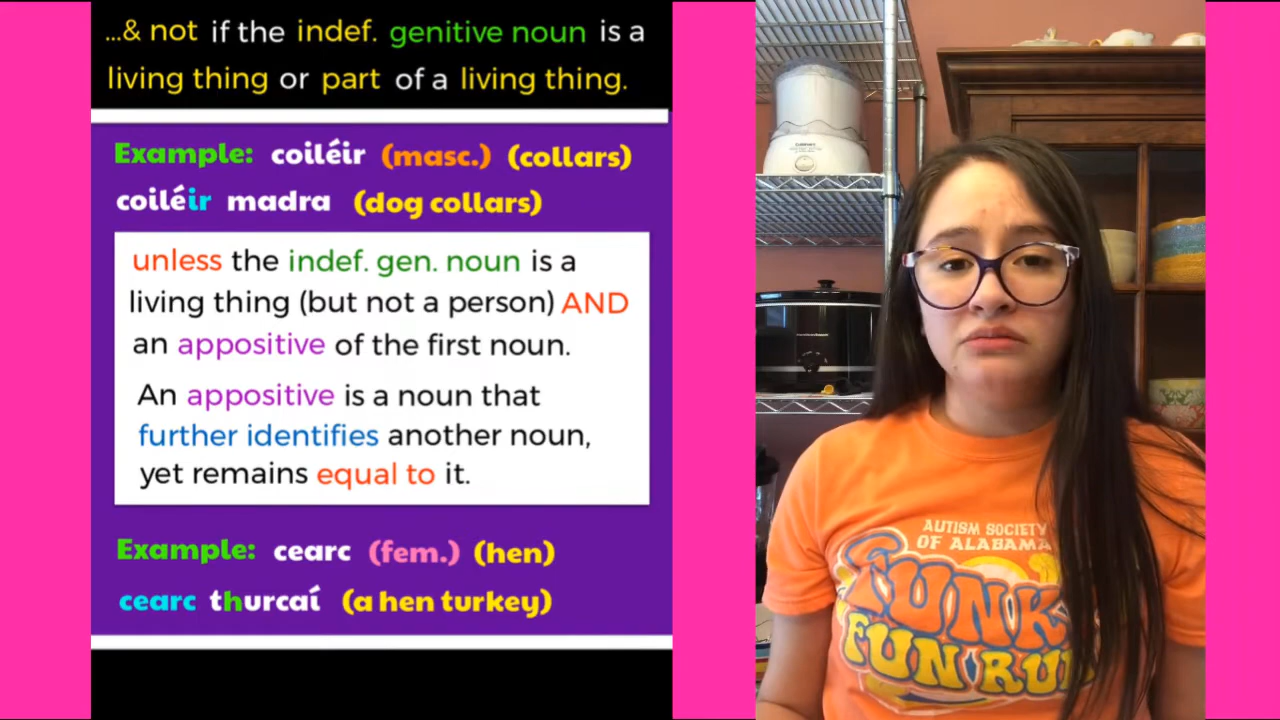 ...& not if the indef. genitive noun is a
living thing or part of a living thing.
Example: coiléir (masc.) (collars)
coiléir madra (dog collars)
unless the indef. gen. noun is a
living thing (but not a person) AND
an appositive of the first noun.
An appositive is a noun that
further identifies another noun,
yet remains equal to it.
Example: cearc (fem.) (hen)
cearc thurcaí (a hen turkey)
AUTISM SOCIETY
OF ALABAMA
FUNKY
FUN RUN